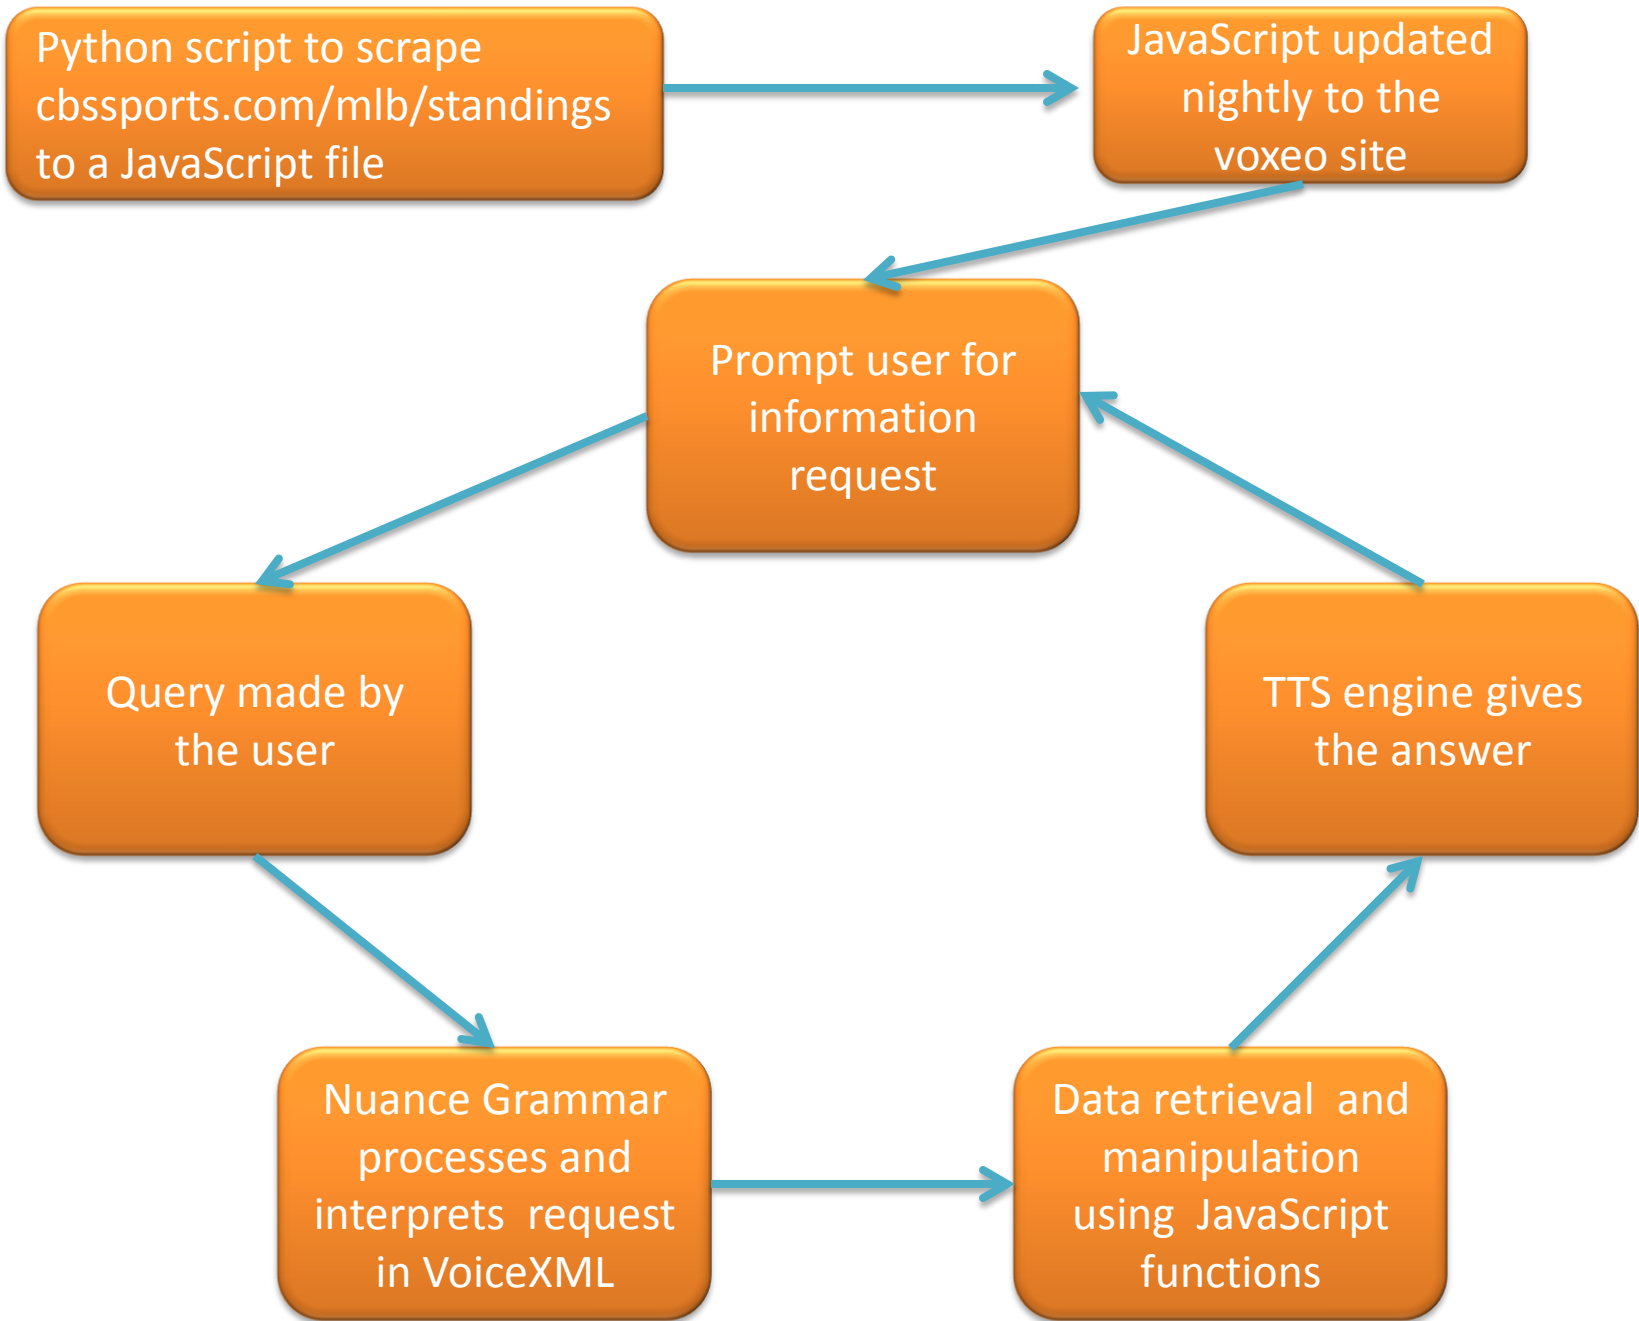 Python script to scrape
cbssports.com/mlb/standings
to a JavaScript file
JavaScript updated
nightly to the
voxeo site
Prompt user for
information
request
Query made by
the user
TTS engine gives
the answer
Nuance Grammar
processes and
interprets  request
in VoiceXML
Data retrieval  and
manipulation
using  JavaScript
functions